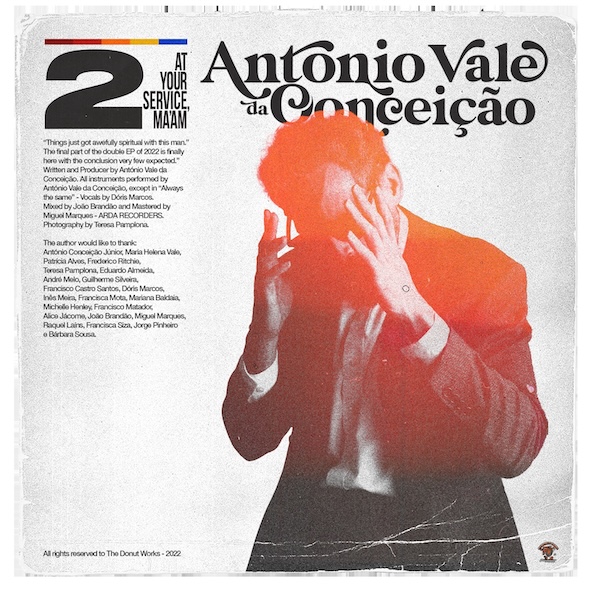 2
AT
YOUR
SERVICE,
MA'AM
António Vale
da Conceição
“Things just got awefully spiritual with this man.”
The final part of the double EP of 2022 is finally
here with the conclusion very few expected.”
Written and Producer by António Vale da
Conceição. All instruments performed by
António Vale da Conceição, except in “Always
the same” - Vocals by Dóris Marcos.
Mixed by João Brandão and Mastered by
Miguel Marques - ARDA RECORDERS.
Photography by Teresa Pamplona.
The author would like to thank:
António Conceição Júnior, Maria Helena Vale,
Patrícia Alves, Frederico Ritchie,
Teresa Pamplona, Eduardo Almeida,
André Melo, Guilherme Silveira,
Francisco Castro Santos, Dóris Marcos,
Inês Meira, Francisca Mota, Mariana Baldaia,
Michelle Henley, Francisco Matador,
Alice Jácome, João Brandão, Miguel Marques,
Raquel Laíns, Francisca Siza, Jorge Pinheiro
e Bárbara Sousa.
All rights reserved to The Donut Works - 2022